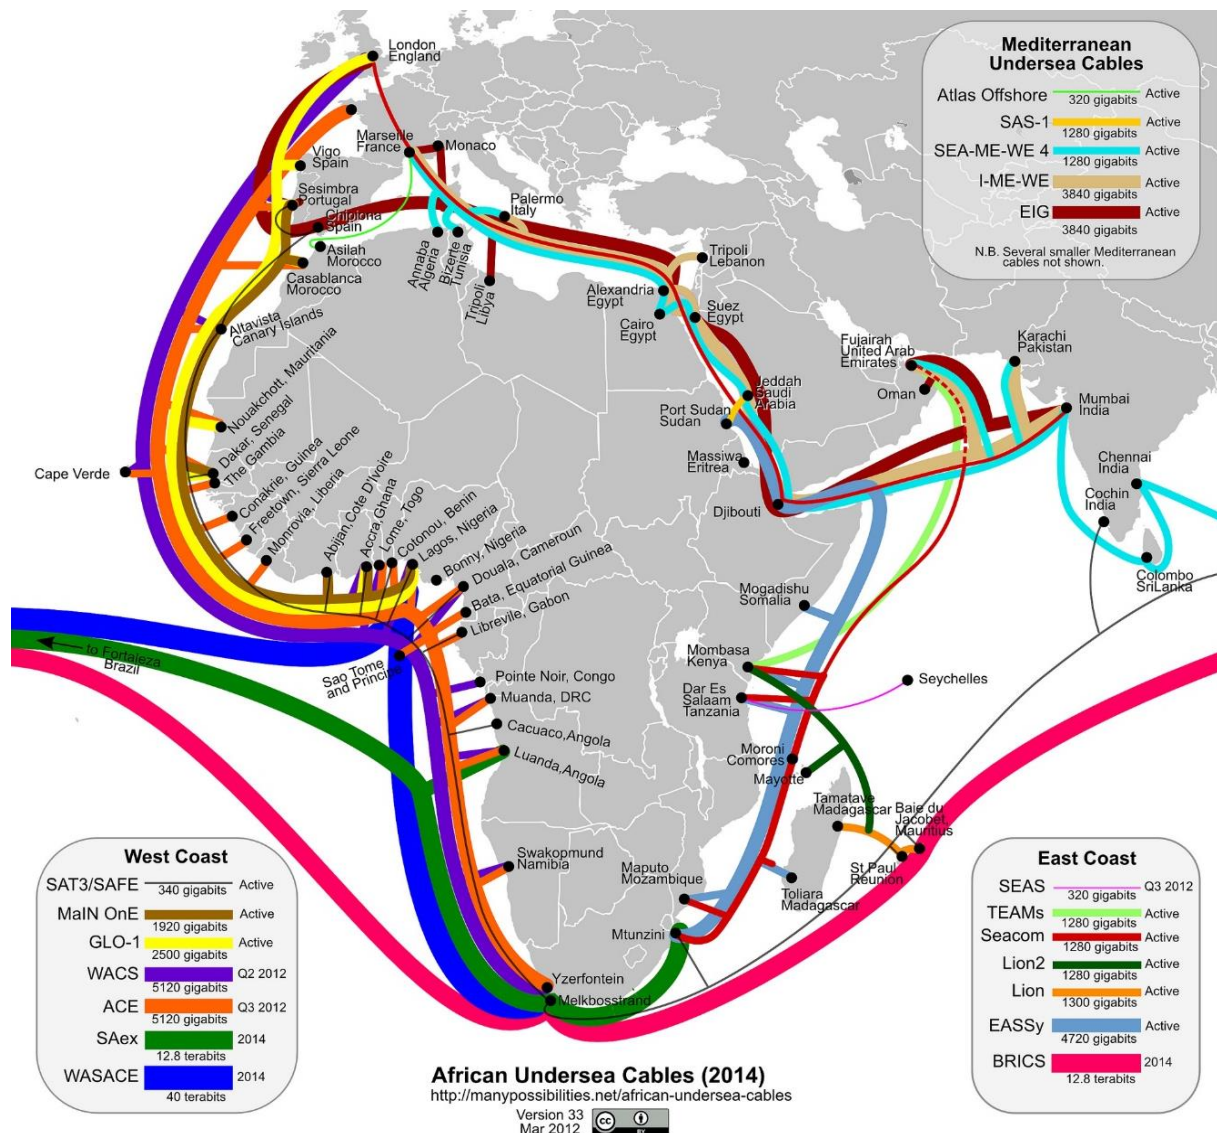 London
England
Marseille
France
Monaco
Vigo
Spain
Sesimbra
Portugal
Chipiona
Spain
Asilah
Morocco
Casablanca
Morocco
Palermo
Italy
Annaba
Algeria
Bizerte
Tunisia
Tripoli
Libya
Tripoli
Lebanon
Alexandria
Egypt
Cairo
Egypt
Suez
Egypt
Altavista
Canary Islands
Nouakchott, Mauritania
Dakar, Senegal
The Gambia
Conakrie, Guinea
Freetown, Sierra Leone
Monrovia, Liberia
Abijan,Cote D'Ivoire
Accra,Ghana
Lome, Togo
Cotonou, Benin
Lagos, Nigeria
Bonny, Nigeria
Douala, Cameroun
Bata, Equatorial Guinea
Libreville, Gabon
Cape Verde
to Fortaleza
Brazil
Sao Tome
and Principe
Pointe Noir, Congo
Muanda, DRC
Cacuaco,Angola
Luanda,Angola
Swakopmund
Namibia
Yzerfontein
Melkbosstrand
Jeddah
Saudi
Arabia
Port Sudan
Sudan
Massiwa
Eritrea
Djibouti
Fujairah
United Arab
Emirates
Oman
Karachi
Pakistan
Mumbai
India
Chennai
India
Cochin
India
Colombo
SriLanka
Mogadishu
Somalia
Mombasa
Kenya
Dar Es
Salaam
Tanzania
Seychelles
Moroni
Comores
Mayotte
Tamatave
Madagascar
Baie du
Jacobet,
Mauritius
St Paul
Reunion
Toliara
Madagascar
Maputo
Mozambique
Mtunzini
Mediterranean
Undersea Cables
Atlas Offshore 320 gigabits Active
SAS-1 1280 gigabits Active
SEA-ME-WE 4 1280 gigabits Active
I-ME-WE 3840 gigabits Active
EIG 3840 gigabits Active
N.B. Several smaller Mediterranean
cables not shown.
West Coast
SAT3/SAFE 340 gigabits Active
MaIN OnE 1920 gigabits Active
GLO-1 2500 gigabits Active
WACS 5120 gigabits Q2 2012
ACE 5120 gigabits Q3 2012
SAex 12.8 terabits 2014
WASACE 40 terabits 2014
East Coast
SEAS 320 gigabits Q3 2012
TEAMs 1280 gigabits Active
Seacom 1280 gigabits Active
Lion2 1280 gigabits Active
Lion 1300 gigabits Active
EASSy 4720 gigabits Active
BRICS 12.8 terabits 2014
African Undersea Cables (2014)
http://manypossibilities.net/african-undersea-cables
Version 33
Mar 2012
cc
BY